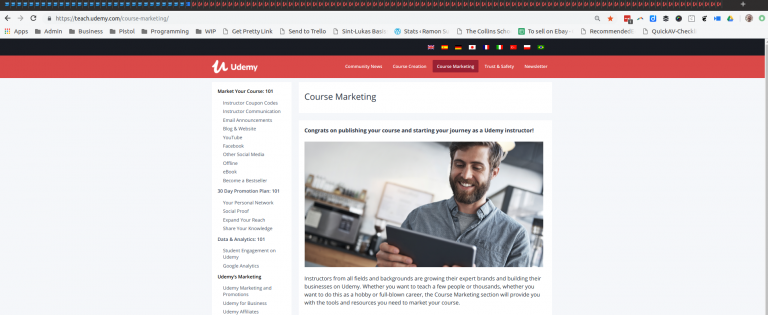 https://teach.udemy.com/course-marketing/
Apps
Admin
Business
Pistol
Programming
WIP
Get Pretty Link
Send to Trello
Sint-Lukas Basis
Stats ‹ Ramon S
The Collins Scho
To sell on Ebay -
Recommended
QuickAV-Check
Udemy
Community News
Course Creation
Course Marketing
Trust & Safety
Newsletter
Market Your Course: 101
Instructor Coupon Codes
Instructor Communication
Email Announcements
Blog & Website
YouTube
Facebook
Other Social Media
Offline
eBook
Become a Bestseller
30 Day Promotion Plan: 101
Your Personal Network
Social Proof
Expand Your Reach
Share Your Knowledge
Data & Analytics: 101
Student Engagement on
Udemy
Google Analytics
Udemy's Marketing
Udemy Marketing and
Promotions
Udemy for Business
Udemy Affiliates
Course Marketing
Congrats on publishing your course and starting your journey as a Udemy instructor!
Instructors from all fields and backgrounds are growing their expert brands and building their
businesses on Udemy. Whether you want to teach a few people or thousands, whether you
want to do this as a hobby or full-blown career, the Course Marketing section will provide you
with the tools and resources you need to market your course.